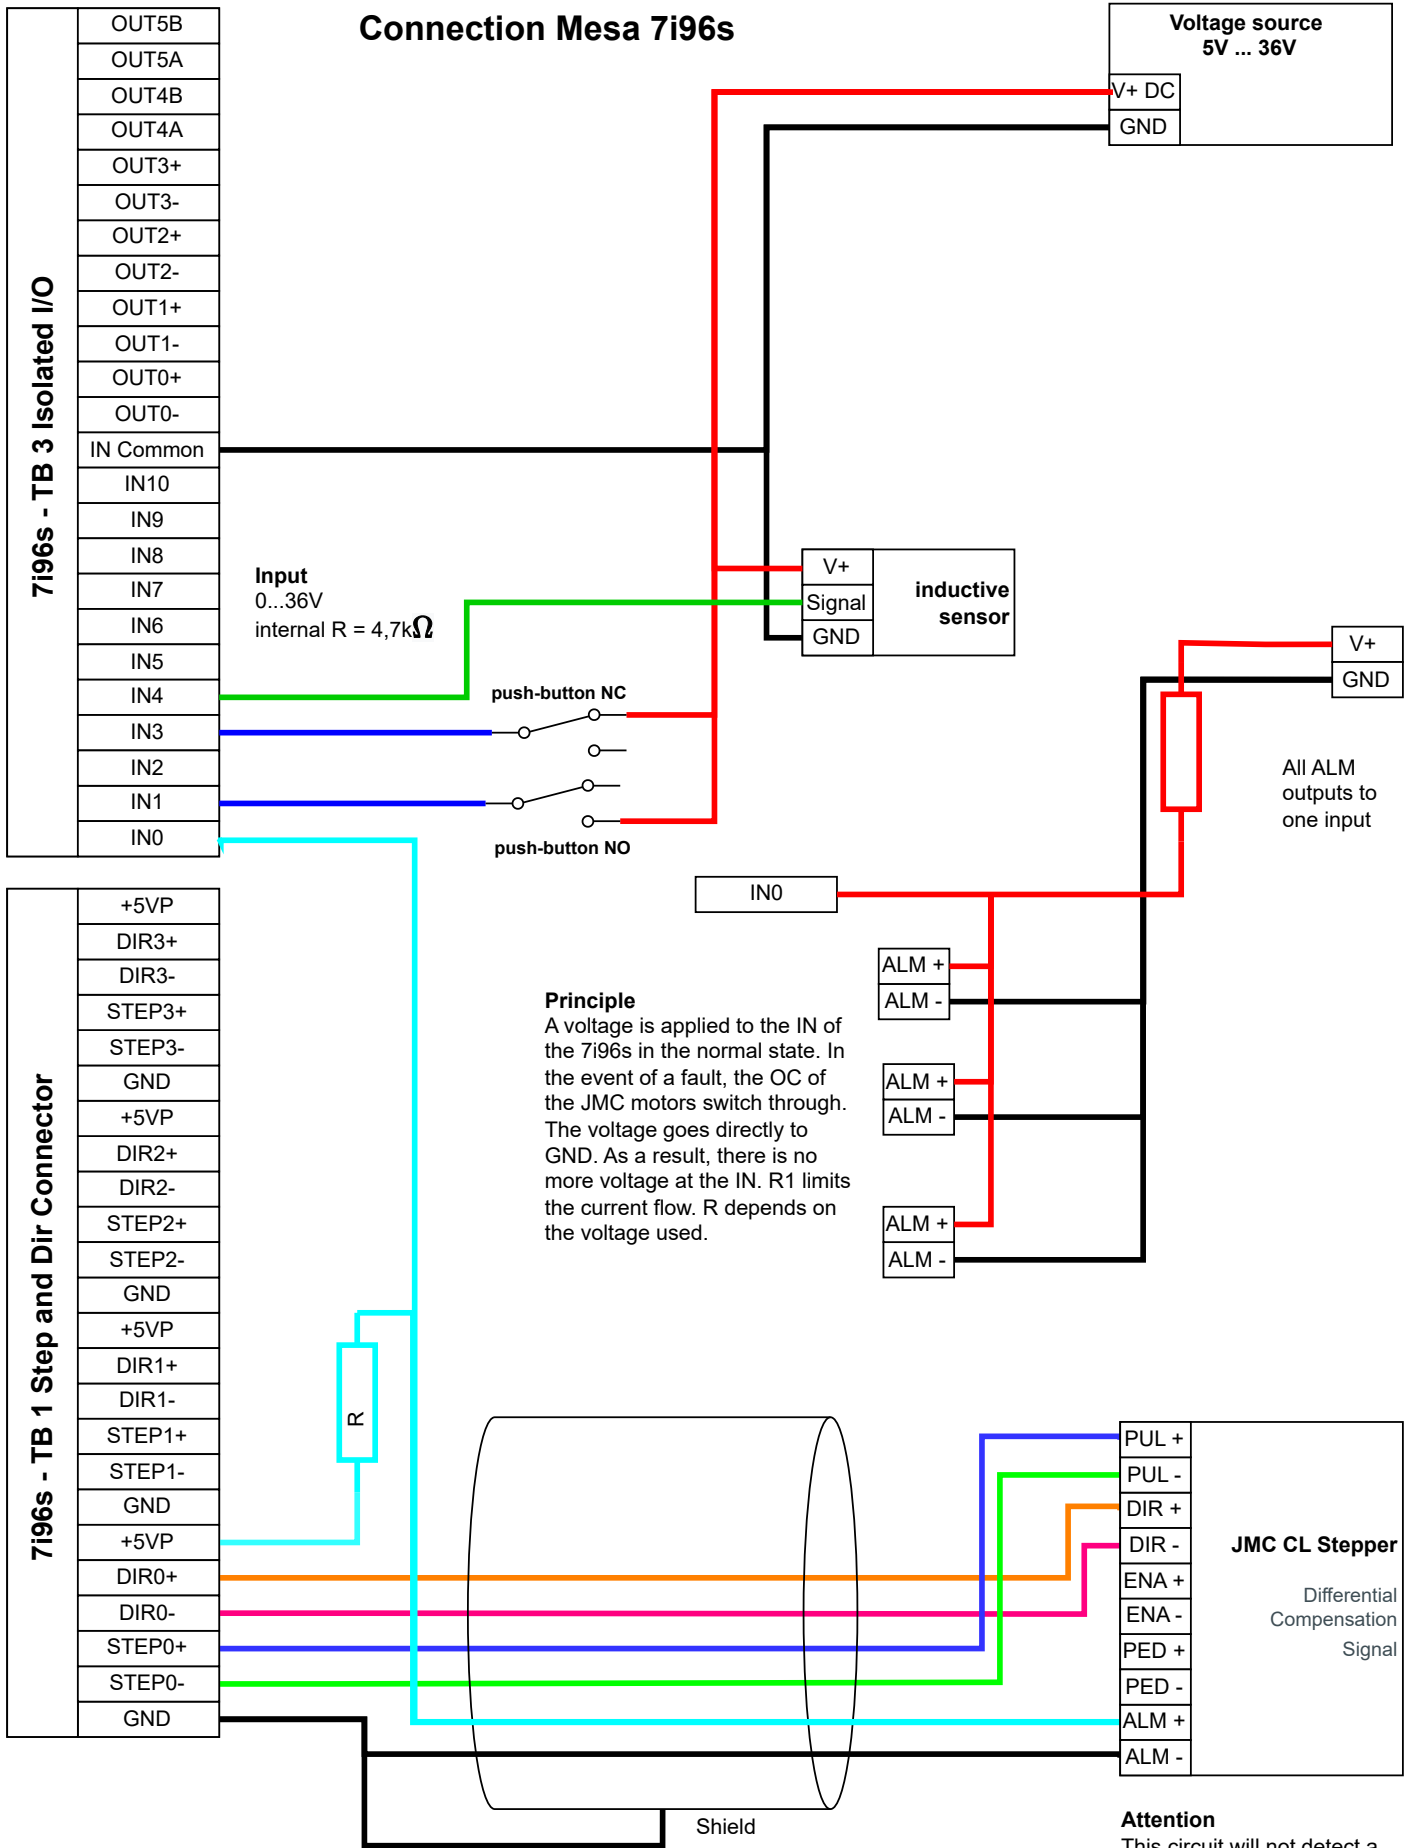 Connection Mesa 7i96s
Voltage source
5V ... 36V
V+ DC
GND
7i96s - TB 3 Isolated I/O
OUT5B
OUT5A
OUT4B
OUT4A
OUT3+
OUT3-
OUT2+
OUT2-
OUT1+
OUT1-
OUT0+
OUT0-
IN Common
IN10
IN9
IN8
IN7
IN6
IN5
IN4
IN3
IN2
IN1
IN0
Input
0...36V
internal R = 4,7kΩ
V+
Signal
GND
inductive
sensor
push-button NC
push-button NO
V+
GND
All ALM
outputs to
one input
IN0
ALM +
ALM -
ALM +
ALM -
ALM +
ALM -
Principle
A voltage is applied to the IN of
the 7i96s in the normal state. In
the event of a fault, the OC of
the JMC motors switch through.
The voltage goes directly to
GND. As a result, there is no
more voltage at the IN. R1 limits
the current flow. R depends on
the voltage used.
7i96s - TB 1 Step and Dir Connector
+5VP
DIR3+
DIR3-
STEP3+
STEP3-
GND
+5VP
DIR2+
DIR2-
STEP2+
STEP2-
GND
+5VP
DIR1+
DIR1-
STEP1+
STEP1-
GND
+5VP
DIR0+
DIR0-
STEP0+
STEP0-
GND
R
Shield
PUL +
PUL -
DIR +
DIR -
ENA +
ENA -
PED +
PED -
ALM +
ALM -
JMC CL Stepper
Differential
Compensation
Signal
Attention
This circuit will not detect a